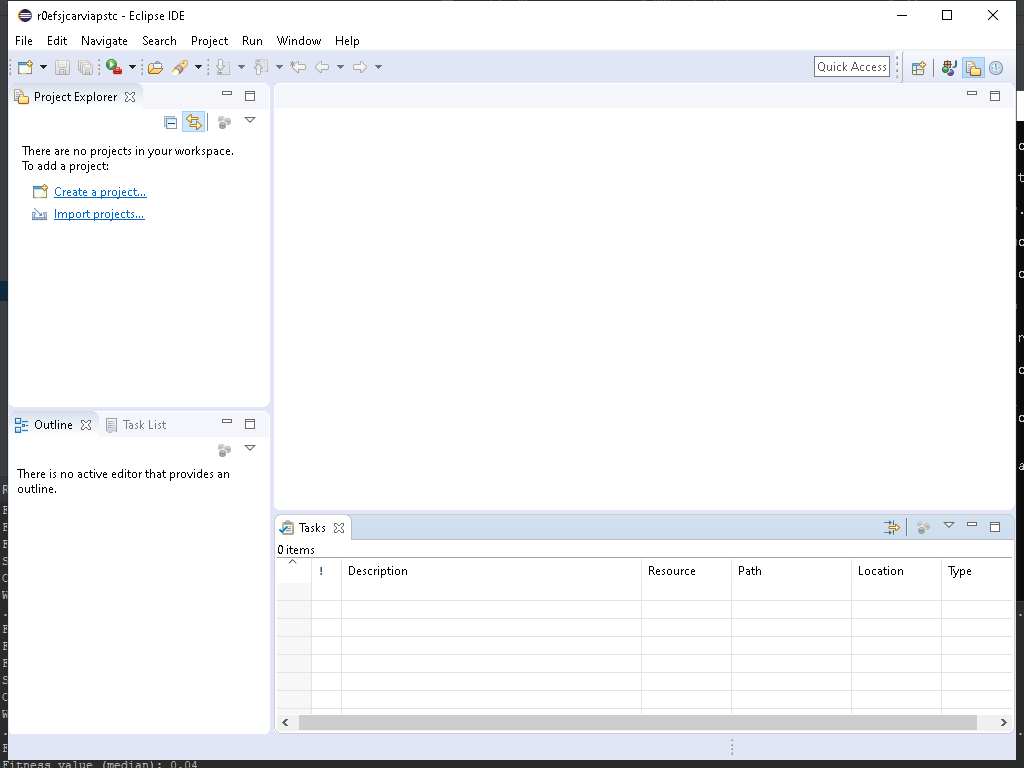 r0efsjcarviapstc - Eclipse IDE
File Edit Navigate Search Project Run Window Help
Quick Access
Project Explorer
There are no projects in your workspace.
To add a project:
Create a project...
Import projects...
Outline Task List
There is no active editor that provides an
outline.
Tasks
0 items
! Description Resource Path Location Type
Fitness value (median): 0.04